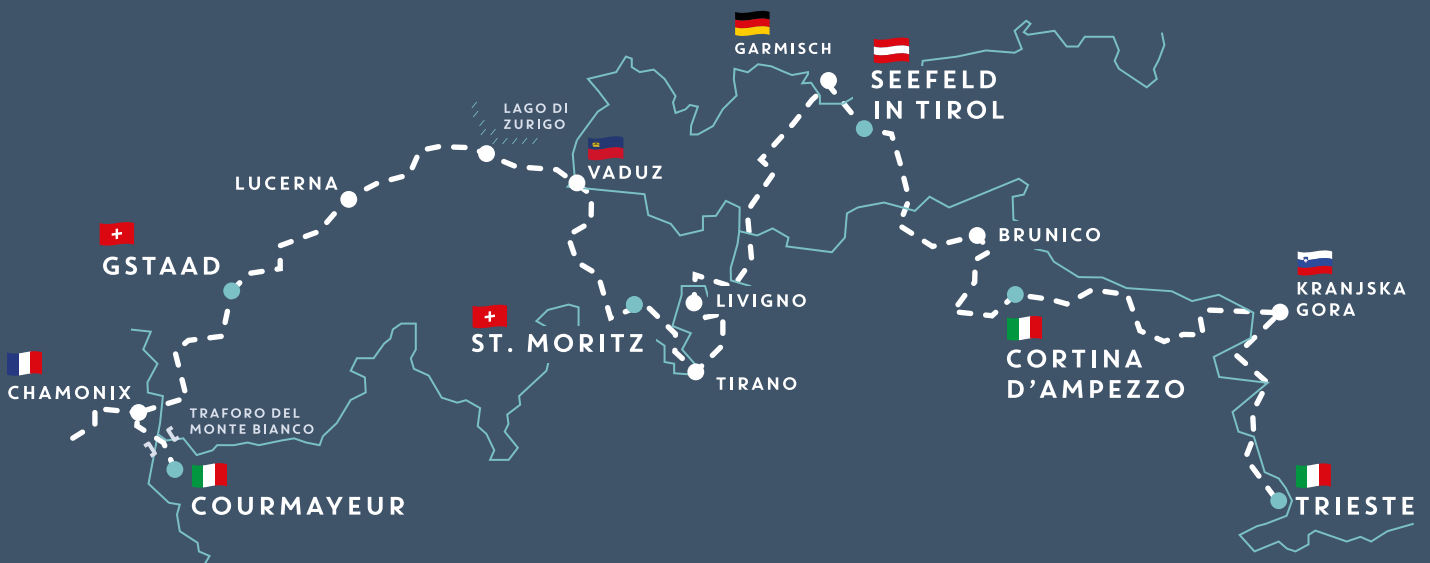 GARMISCH
SEEFELD
IN TIROL
LAGO DI
ZURIGO
VADUZ
LUCERNA
GSTAAD
BRUNICO
KRANJSKA
GORA
LIVIGNO
ST. MORITZ
CORTINA
D'AMPEZZO
TIRANO
CHAMONIX
TRAFORO DEL
MONTE BIANCO
COURMAYEUR
TRIESTE